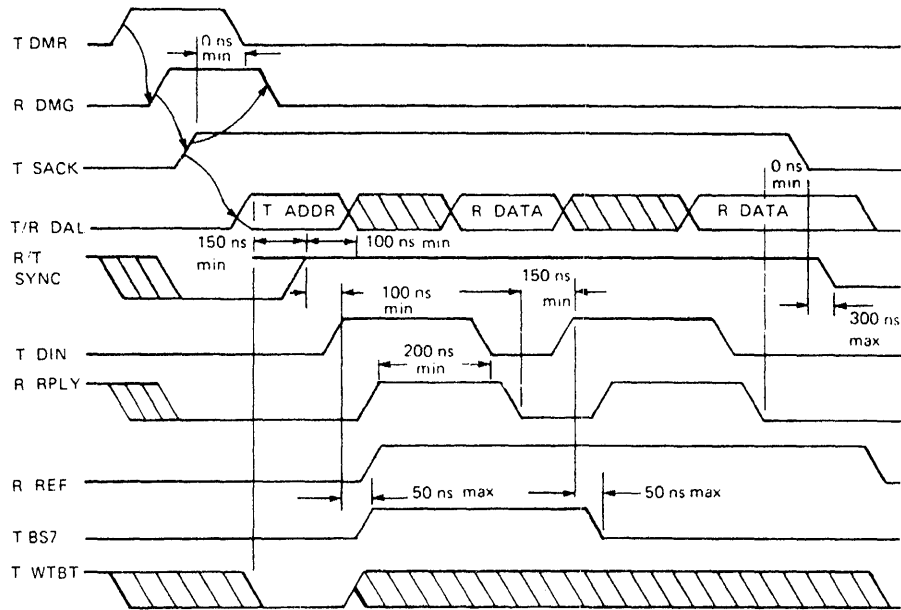 T DMR
0 ns
min
R DMG
T SACK
0 ns
min
T ADDR
R DATA
R DATA
T/R DAL
150 ns
min
100 ns min
R/T
SYNC
100 ns
min
150 ns
min
300 ns
max
T DIN
200 ns
min
R RPLY
R REF
50 ns max
50 ns max
T BS7
T WTBT